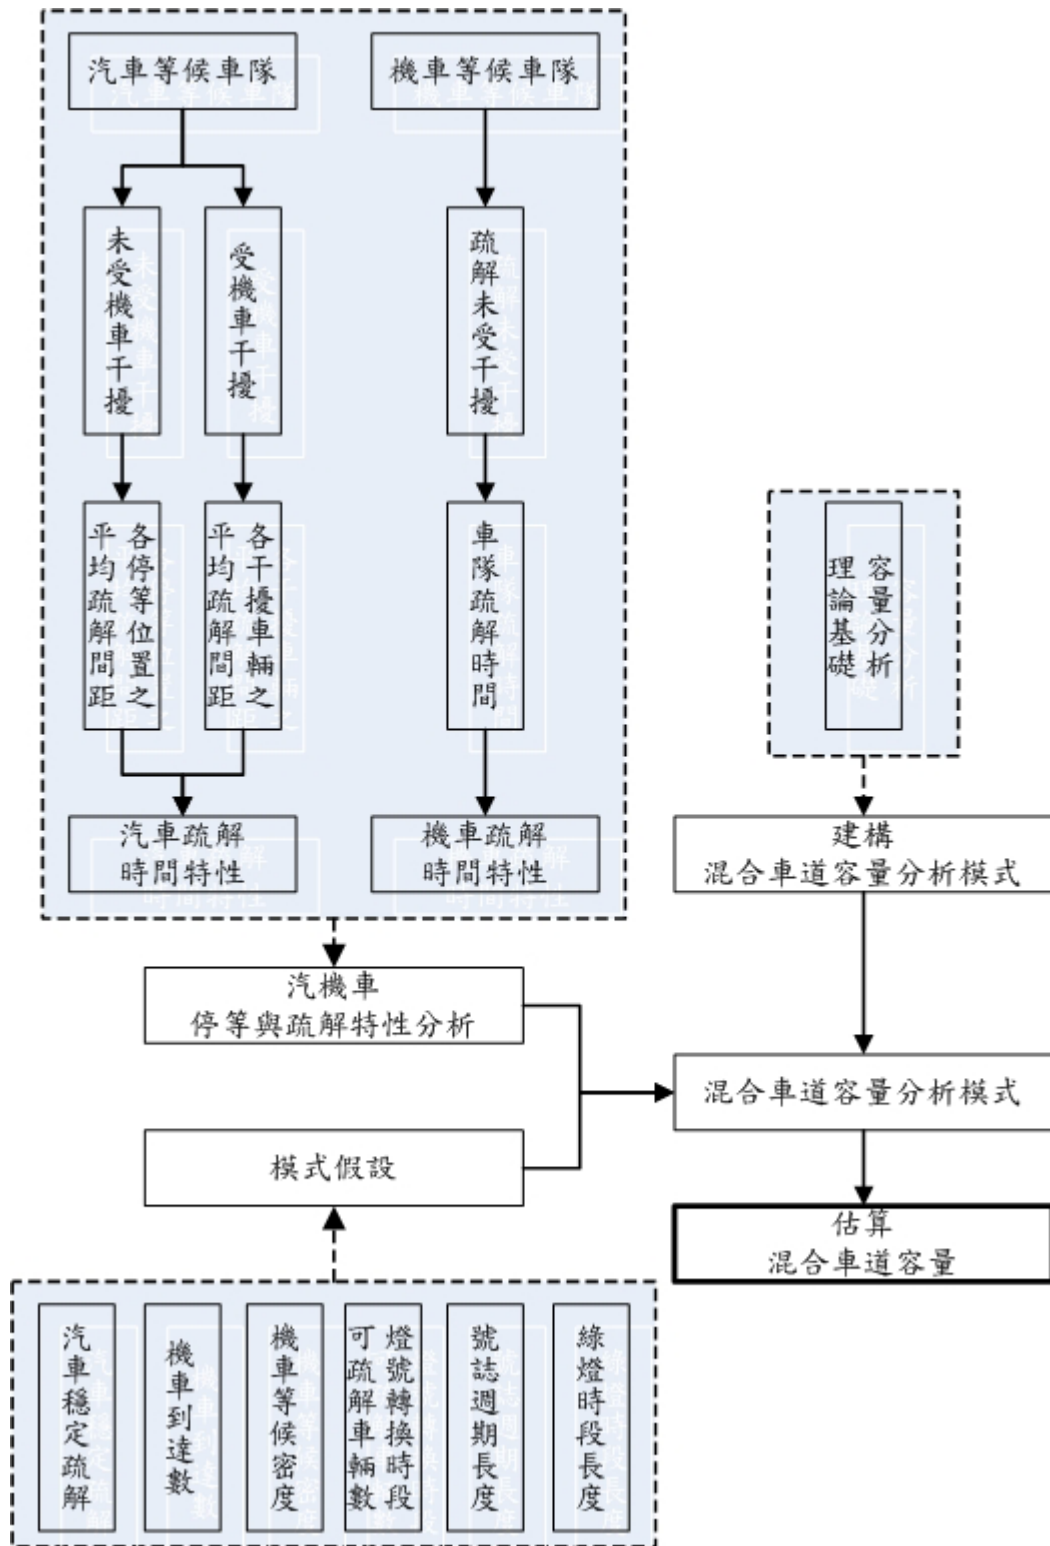 汽車等候車隊
機車等候車隊
未受機車干擾
受機車干擾
疏解未受干擾
各停等位置之
平均疏解間距
各干擾車輛之
平均疏解間距
車隊疏解時間
汽車疏解
時間特性
機車疏解
時間特性
容量分析
理論基礎
建構
混合車道容量分析模式
汽機車
停等與疏解特性分析
混合車道容量分析模式
模式假設
估算
混合車道容量
汽車穩定疏解
機車到達數
機車等候密度
燈號轉換時段
可疏解車輛數
號誌週期長度
綠燈時段長度